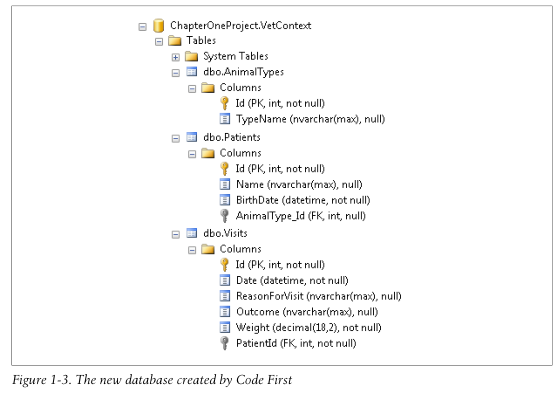 ChapterOneProject.VetContext
Tables
System Tables
dbo.AnimalTypes
Columns
Id (PK, int, not null)
TypeName (nvarchar(max), null)
dbo.Patients
Columns
Id (PK, int, not null)
Name (nvarchar(max), null)
BirthDate (datetime, not null)
AnimalType_Id (FK, int, null)
dbo.Visits
Columns
Id (PK, int, not null)
Date (datetime, not null)
ReasonForVisit (nvarchar(max), null)
Outcome (nvarchar(max), null)
Weight (decimal(18,2), not null)
PatientId (FK, int, not null)
Figure 1-3. The new database created by Code First